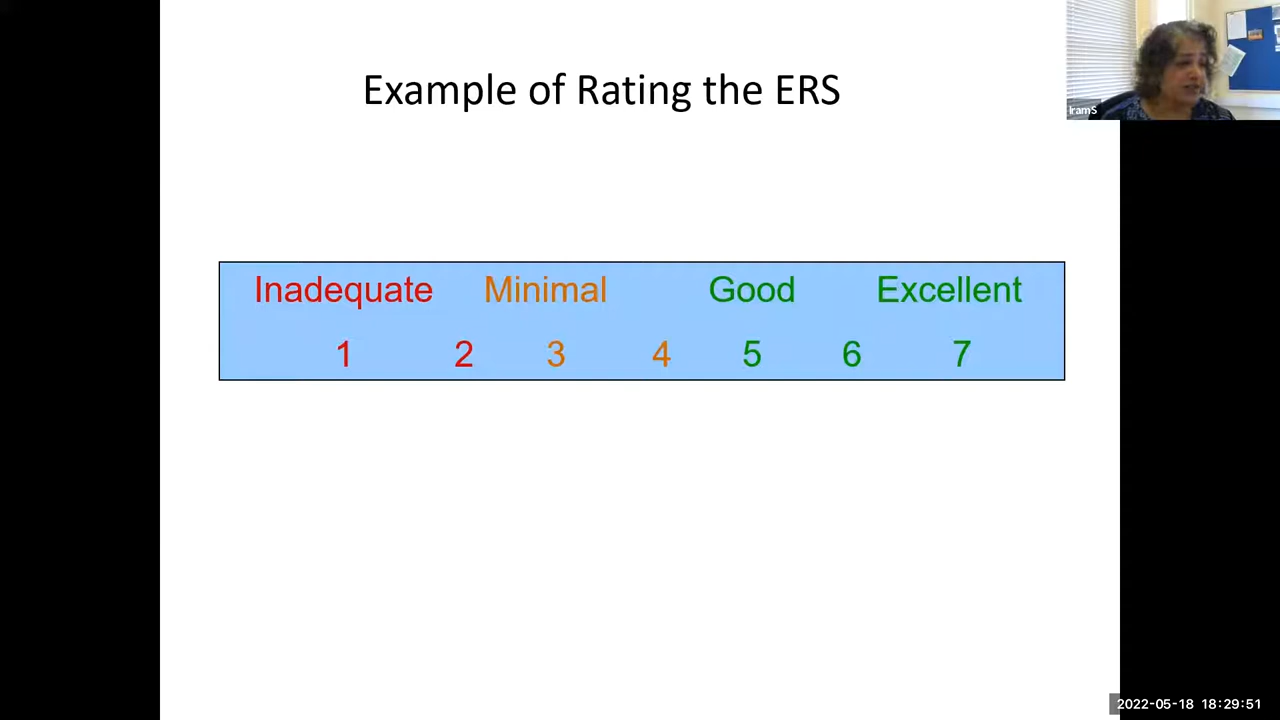 Example of Rating the ERS
IramS
Inadequate Minimal Good Excellent
1 2 3 4 5 6 7
2022-05-18 18:29:51